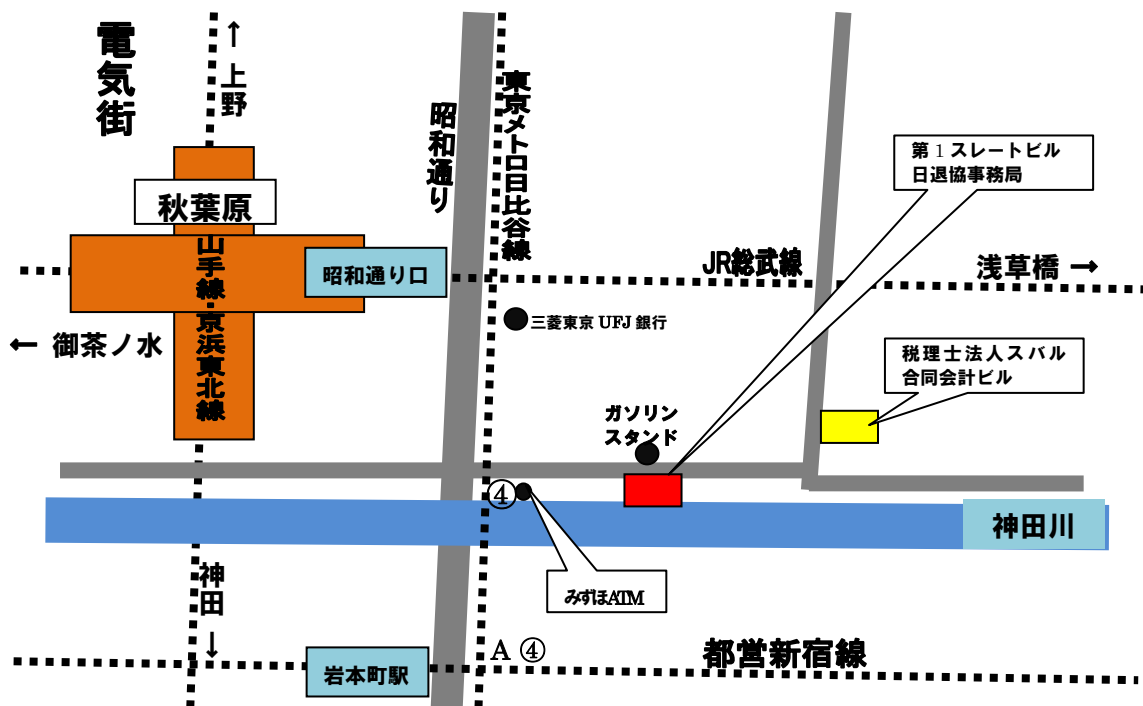 電気街
↑ 上野
昭和通り
東京メトロ日比谷線
第1スレートビル
日退協事務局
秋葉原
山手線・京浜東北線
昭和通り口
JR総武線
浅草橋 →
← 御茶ノ水
三菱東京UFJ銀行
税理士法人スバル
合同会計ビル
ガソリン
スタンド
④
神田川
神田 ↓
みずほATM
岩本町駅
A ④
都営新宿線